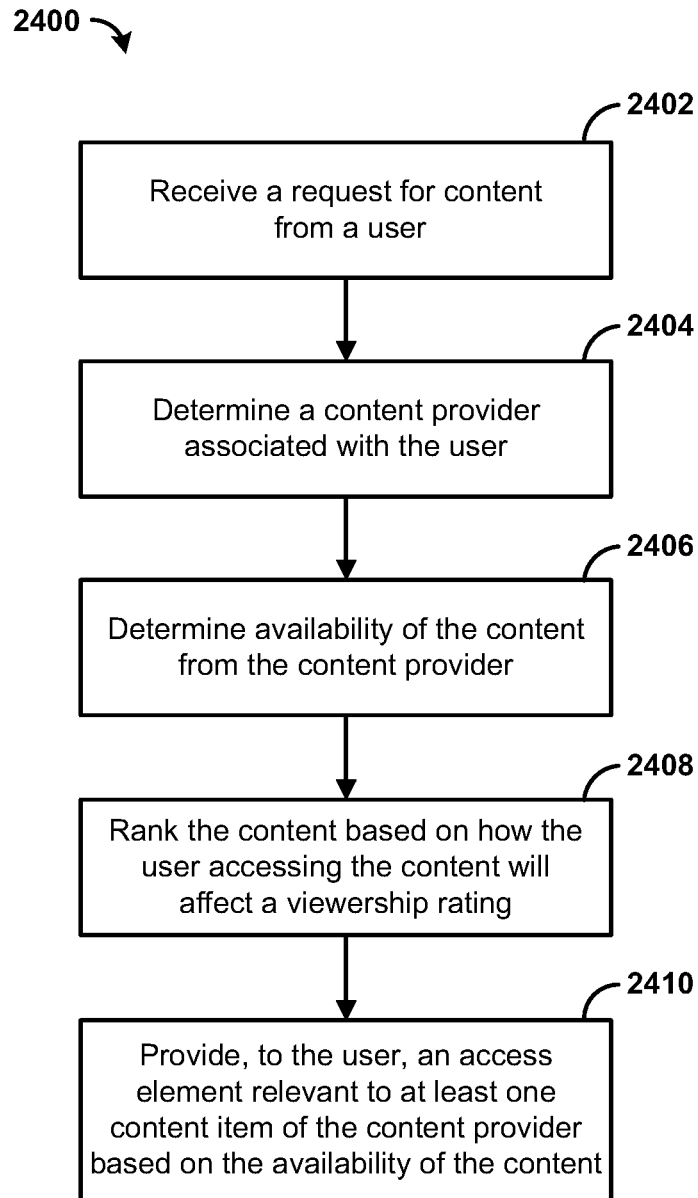 2400
2402
Receive a request for content
from a user
2404
Determine a content provider
associated with the user
2406
Determine availability of the content
from the content provider
2408
Rank the content based on how the
user accessing the content will
affect a viewership rating
2410
Provide, to the user, an access
element relevant to at least one
content item of the content provider
based on the availability of the content